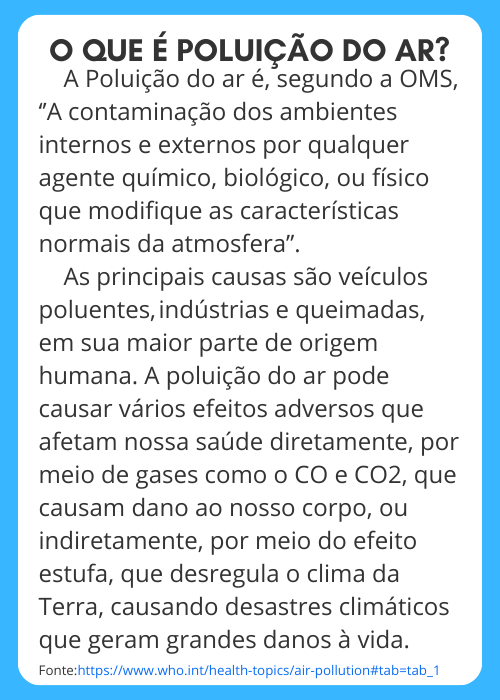 O QUE É POLUIÇÃO DO AR?
A Poluição do ar é, segundo a OMS,
“A contaminação dos ambientes
internos e externos por qualquer
agente químico, biológico, ou físico
que modifique as características
normais da atmosfera”.
As principais causas são veículos
poluentes, indústrias e queimadas,
em sua maior parte de origem
humana. A poluição do ar pode
causar vários efeitos adversos que
afetam nossa saúde diretamente, por
meio de gases como o CO e CO2, que
causam dano ao nosso corpo, ou
indiretamente, por meio do efeito
estufa, que desregula o clima da
Terra, causando desastres climáticos
que geram grandes danos à vida.
Fonte:https://www.who.int/health-topics/air-pollution#tab=tab_1